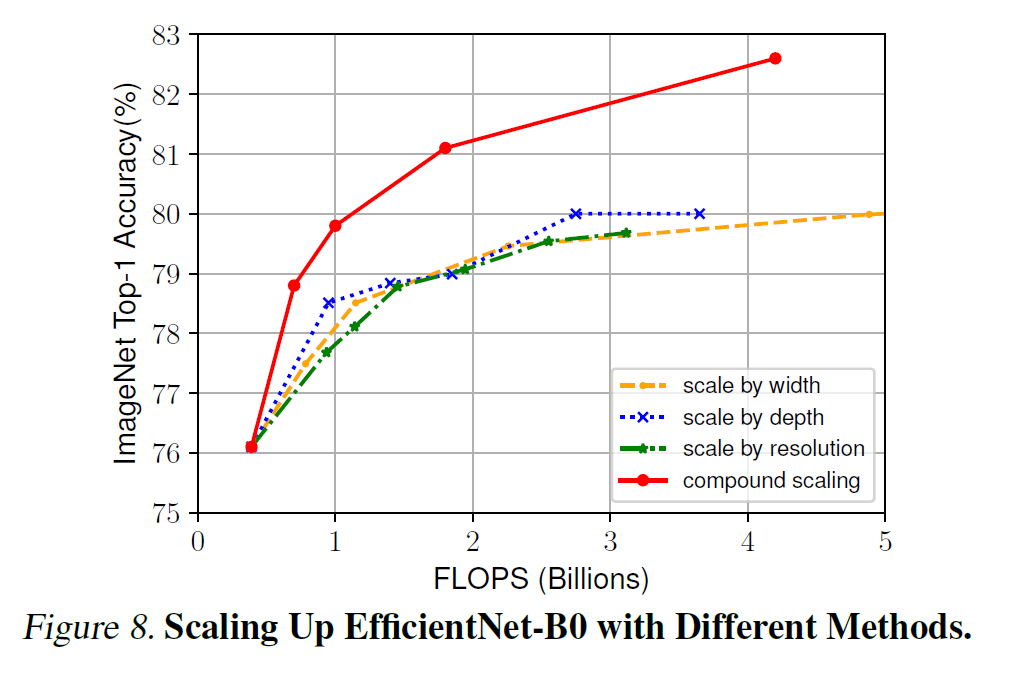 ImageNet Top-1 Accuracy(%)
83
82
81
80
79
78
77
76
75
scale by width
scale by depth
scale by resolution
compound scaling
0 1 2 3 4 5
FLOPS (Billions)
Figure 8. Scaling Up EfficientNet-B0 with Different Methods.